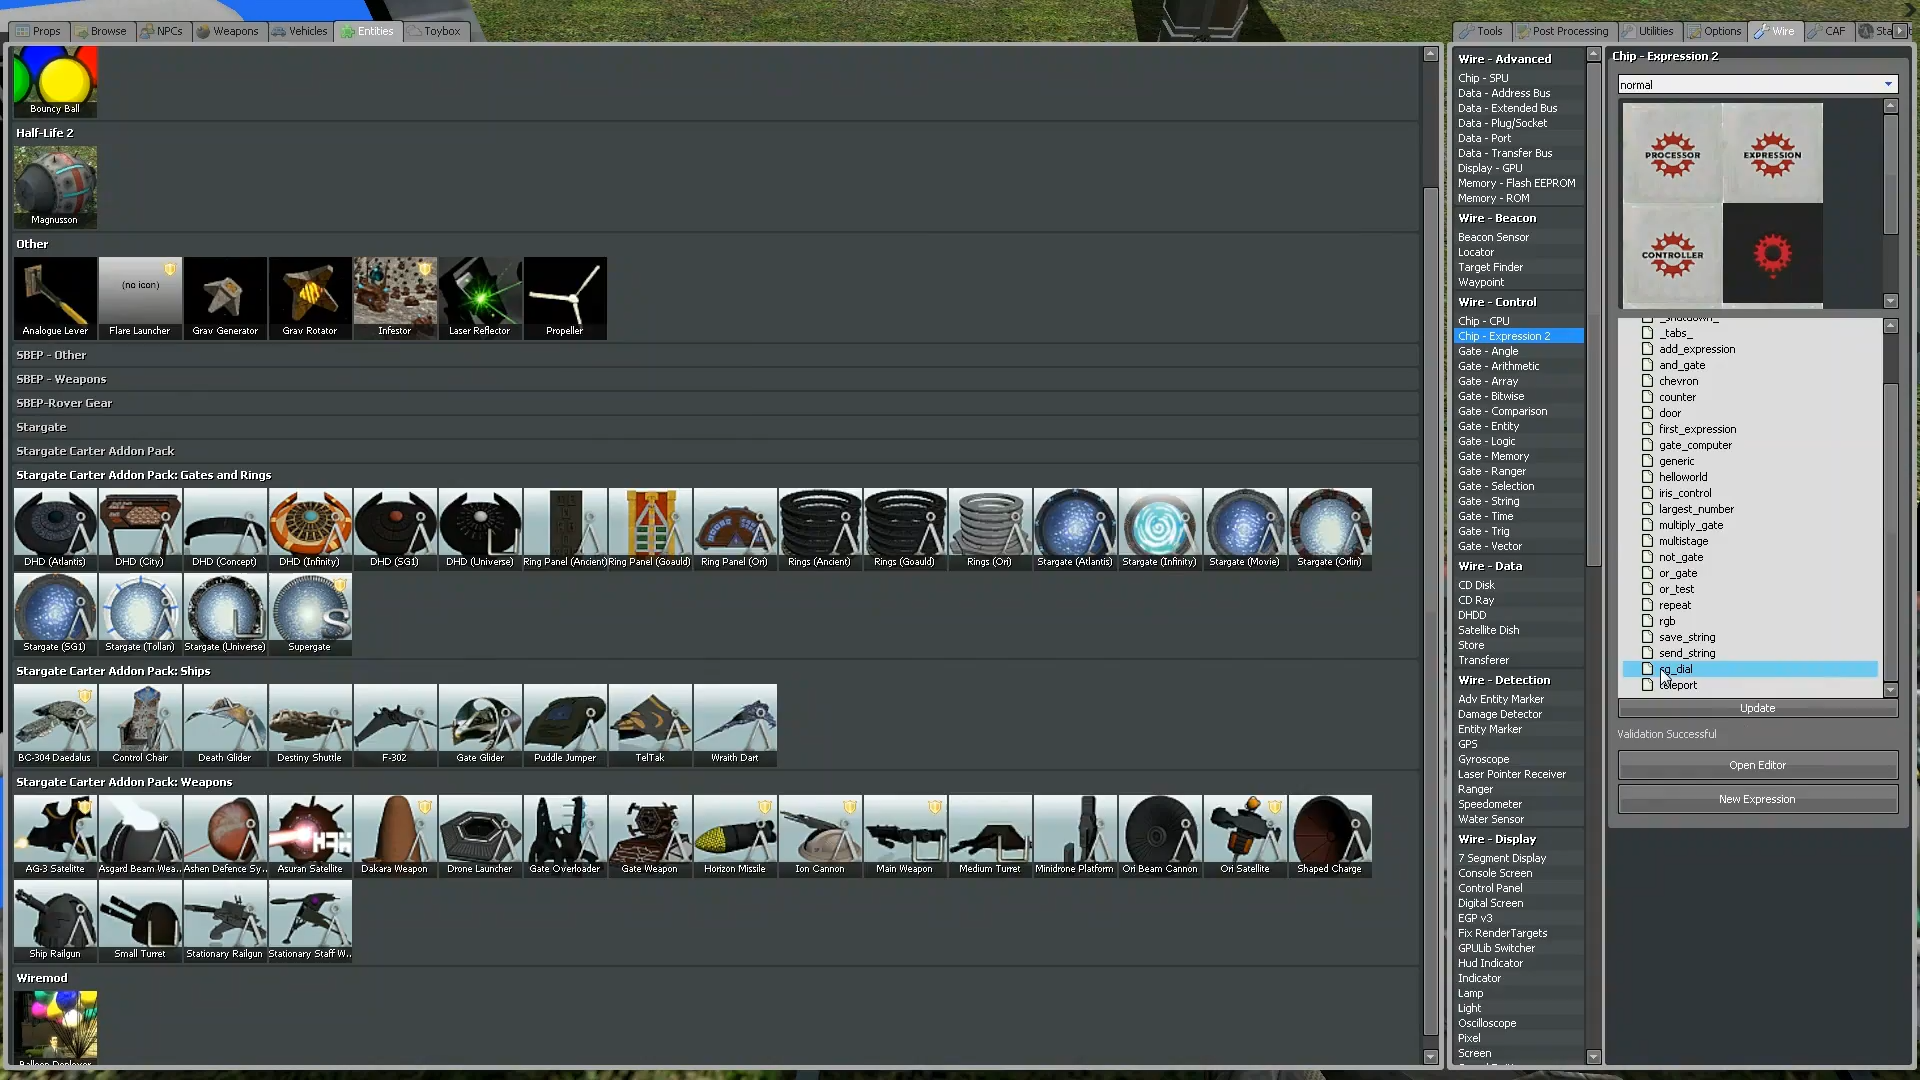 Props
Browse
NPCs
Weapons
Vehicles
Entities
Toybox
Bouncy Ball
Half-Life 2
Magnusson
Other
(no icon)
Analogue Lever
Flare Launcher
Grav Generator
Grav Rotator
Infestor
Laser Reflector
Propeller
SBEP - Other
SBEP - Weapons
SBEP-Rover Gear
Stargate
Stargate Carter Addon Pack
Stargate Carter Addon Pack: Gates and Rings
DHD (Atlantis)
DHD (City)
DHD (Concept)
DHD (Infinity)
DHD (SG1)
DHD (Universe)
Ring Panel (Ancient)
Ring Panel (Goauld)
Ring Panel (Ori)
Rings (Ancient)
Rings (Goauld)
Rings (Ori)
Stargate (Atlantis)
Stargate (Infinity)
Stargate (Movie)
Stargate (Orlin)
Stargate (SG1)
Stargate (Tollan)
Stargate (Universe)
Supergate
Stargate Carter Addon Pack: Ships
BC-304 Daedalus
Control Chair
Death Glider
Destiny Shuttle
F-302
Gate Glider
Puddle Jumper
TelTak
Wraith Dart
Stargate Carter Addon Pack: Weapons
AG-3 Satelitte
Asgard Beam Wea..
Ashen Defence Sy..
Asuran Satellite
Dakara Weapon
Drone Launcher
Gate Overloader
Gate Weapon
Horizon Missile
Ion Cannon
Main Weapon
Medium Turret
Minidrone Platform
Ori Beam Cannon
Ori Satellite
Shaped Charge
Ship Railgun
Small Turret
Stationary Railgun
Stationary Staff W..
Wiremod
Balloon Deployer
Tools
Post Processing
Utilities
Options
Wire
CAF
Wire - Advanced
Chip - SPU
Data - Address Bus
Data - Extended Bus
Data - Plug/Socket
Data - Port
Data - Transfer Bus
Display - GPU
Memory - Flash EEPROM
Memory - ROM
Wire - Beacon
Beacon Sensor
Locator
Target Finder
Waypoint
Wire - Control
Chip - CPU
Chip - Expression 2
Gate - Angle
Gate - Arithmetic
Gate - Array
Gate - Bitwise
Gate - Comparison
Gate - Entity
Gate - Logic
Gate - Memory
Gate - Ranger
Gate - Selection
Gate - String
Gate - Time
Gate - Trig
Gate - Vector
Wire - Data
CD Disk
CD Ray
DHDD
Satellite Dish
Store
Transferer
Wire - Detection
Adv Entity Marker
Damage Detector
Entity Marker
GPS
Gyroscope
Laser Pointer Receiver
Ranger
Speedometer
Water Sensor
Wire - Display
7 Segment Display
Console Screen
Control Panel
Digital Screen
EGP v3
Fix RenderTargets
GPULib Switcher
Hud Indicator
Indicator
Lamp
Light
Oscilloscope
Pixel
Screen
Chip - Expression 2
normal
PROCESSOR
EXPRESSION
CONTROLLER
_shutdown_
_tabs_
add_expression
and_gate
chevron
counter
door
first_expression
gate_computer
generic
helloworld
iris_control
largest_number
multiply_gate
multistage
not_gate
or_gate
or_test
repeat
rgb
save_string
send_string
sg_dial
teleport
Update
Validation Successful
Open Editor
New Expression